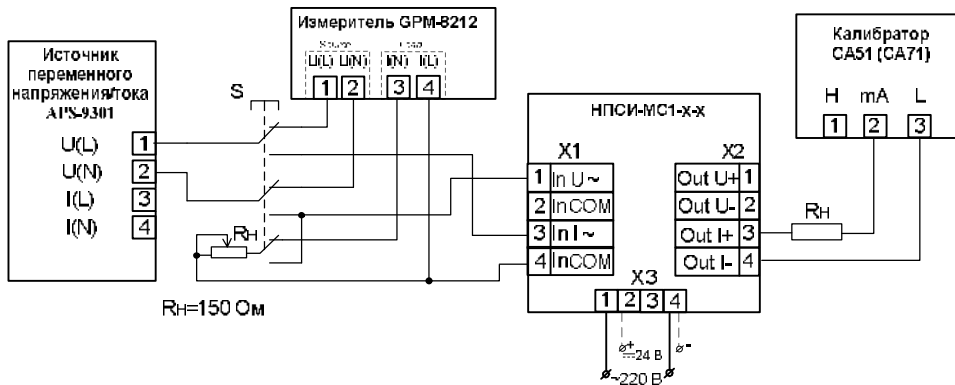 Источник
переменного
напряжения/тока
APS-9301
U(L) 1
U(N) 2
I(L) 3
I(N) 4
S
Измеритель GPM-8212
Source Load
U(L) U(N) I(N) I(L)
1 2 3 4
Rн
Rн=150 Ом
НПСИ-МС1-х-х
X1 X2
1 In U~
2 InCOM
3 In I~
4 InCOM
Out U+ 1
Out U- 2
Out I+ 3
Out I- 4
X3
1 2 3 4
+ -
24 В
~220 В
Rн
Калибратор
CA51 (CA71)
H mA L
1 2 3